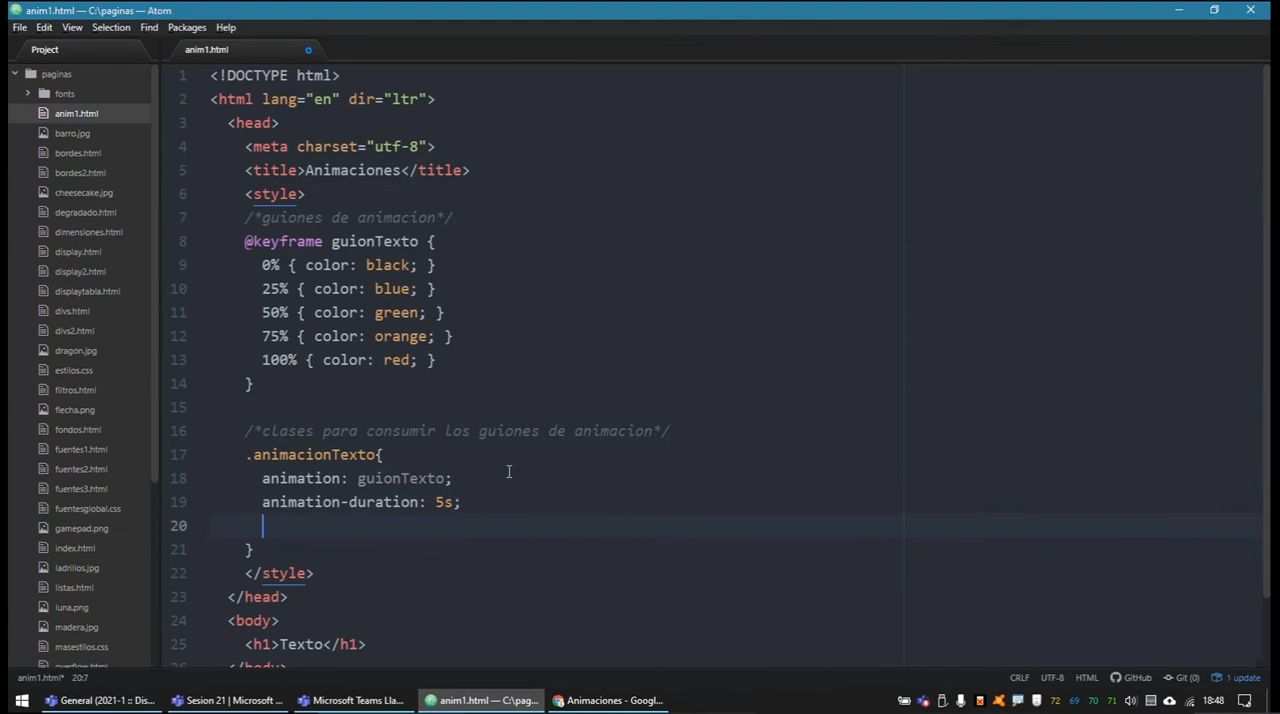 anim1.html — C:\paginas — Atom
File Edit View Selection Find Packages Help
Project
anim1.html
paginas
fonts
anim1.html
barro.jpg
bordes.html
bordes2.html
cheesecake.jpg
degradado.html
dimensiones.html
display.html
display2.html
displaytabla.html
divs.html
divs2.html
dragon.jpg
estilos.css
filtros.html
flecha.png
fondos.html
fuentes1.html
fuentes2.html
fuentes3.html
fuentesglobal.css
gamepad.png
index.html
ladrillos.jpg
listas.html
luna.png
madera.jpg
masestilos.css
overflow.html
1 <!DOCTYPE html>
2 <html lang="en" dir="ltr">
3 <head>
4 <meta charset="utf-8">
5 <title>Animaciones</title>
6 <style>
7 /*guiones de animacion*/
8 @keyframe guionTexto {
9 0% { color: black; }
10 25% { color: blue; }
11 50% { color: green; }
12 75% { color: orange; }
13 100% { color: red; }
14 }
15
16 /*clases para consumir los guiones de animacion*/
17 .animacionTexto{
18 animation: guionTexto;
19 animation-duration: 5s;
20
21 }
22 </style>
23 </head>
24 <body>
25 <h1>Texto</h1>
26 </body>
anim1.html* 20:7
CRLF UTF-8 HTML GitHub Git (0) 1 update
General (2021-1 :: Dis...
Sesion 21 | Microsoft ...
Microsoft Teams Lla...
anim1.html — C:\pag...
Animaciones - Googl...
72 69 70 71 18:48